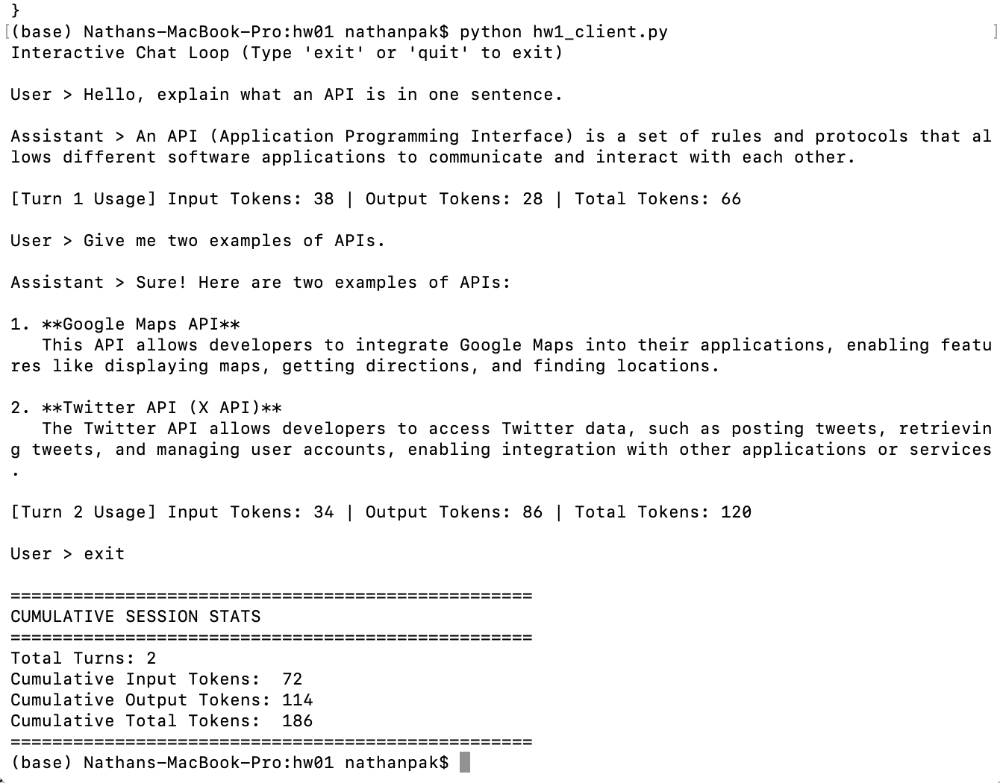 }
[(base) Nathans-MacBook-Pro:hw01 nathanpak$ python hw1_client.py ]
Interactive Chat Loop (Type 'exit' or 'quit' to exit)

User > Hello, explain what an API is in one sentence.

Assistant > An API (Application Programming Interface) is a set of rules and protocols that al
lows different software applications to communicate and interact with each other.

[Turn 1 Usage] Input Tokens: 38 | Output Tokens: 28 | Total Tokens: 66

User > Give me two examples of APIs.

Assistant > Sure! Here are two examples of APIs:

1. **Google Maps API**
   This API allows developers to integrate Google Maps into their applications, enabling featu
res like displaying maps, getting directions, and finding locations.

2. **Twitter API (X API)**
   The Twitter API allows developers to access Twitter data, such as posting tweets, retrievin
g tweets, and managing user accounts, enabling integration with other applications or services
.

[Turn 2 Usage] Input Tokens: 34 | Output Tokens: 86 | Total Tokens: 120

User > exit

==================================================
CUMULATIVE SESSION STATS
==================================================
Total Turns: 2
Cumulative Input Tokens:  72
Cumulative Output Tokens: 114
Cumulative Total Tokens:  186
==================================================
(base) Nathans-MacBook-Pro:hw01 nathanpak$